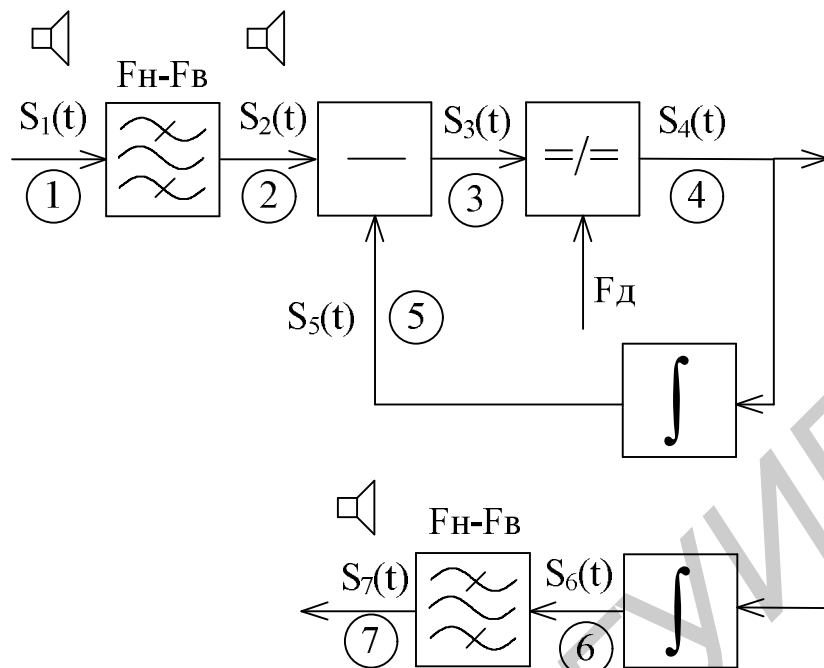 Fн-Fв
S₁(t)
S₂(t)
S₃(t)
S₄(t)
—
=/=
1
2
3
4
Fд
S₅(t)
5
∫
Fн-Fв
S₇(t)
S₆(t)
∫
7
6